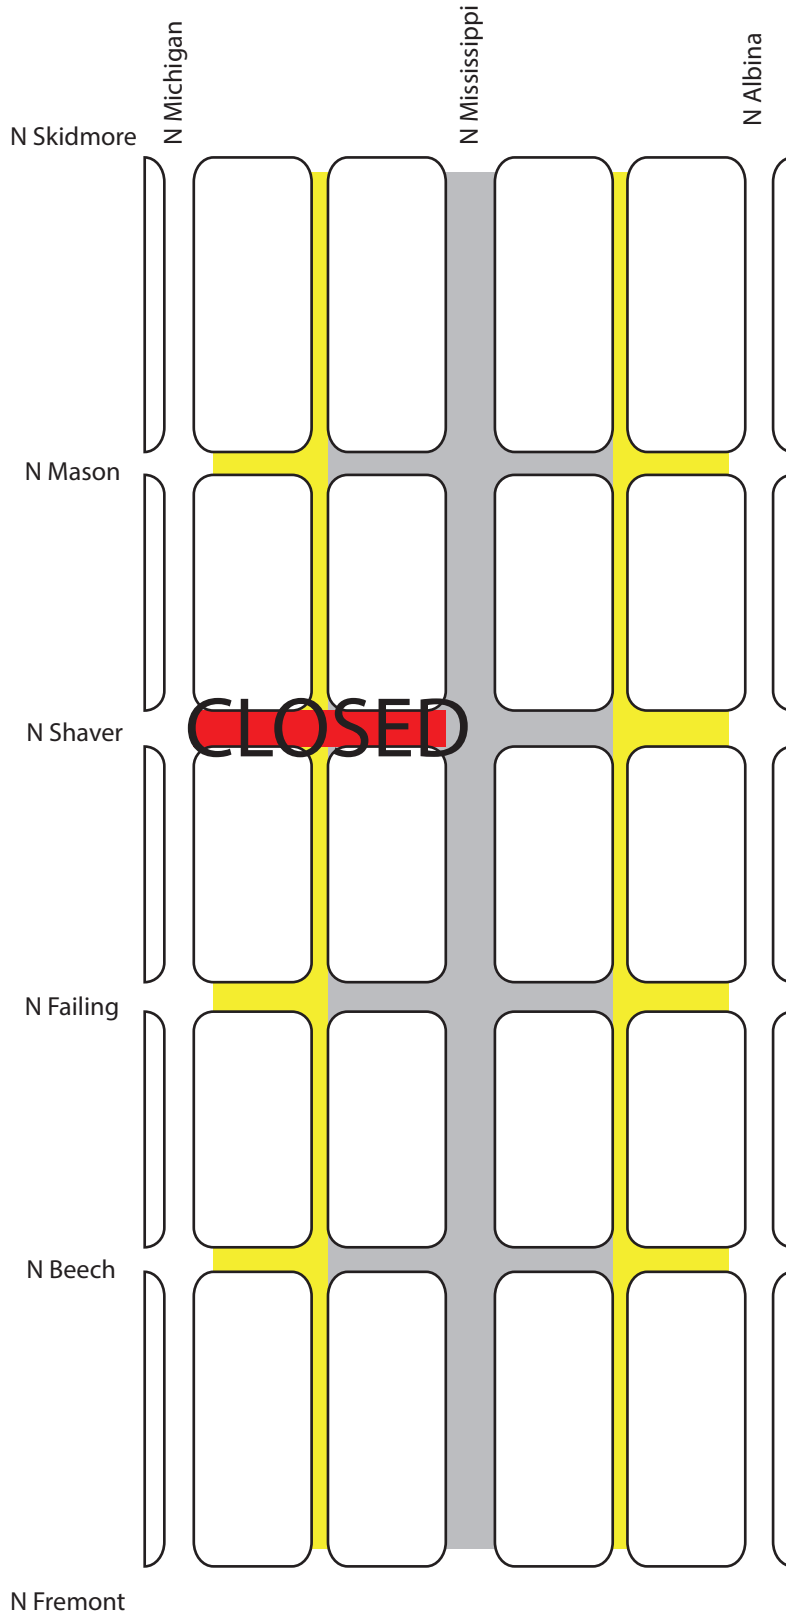 N Michigan
N Mississippi
N Albina
N Skidmore
N Mason
CLOSED
N Shaver
N Failing
N Beech
N Fremont